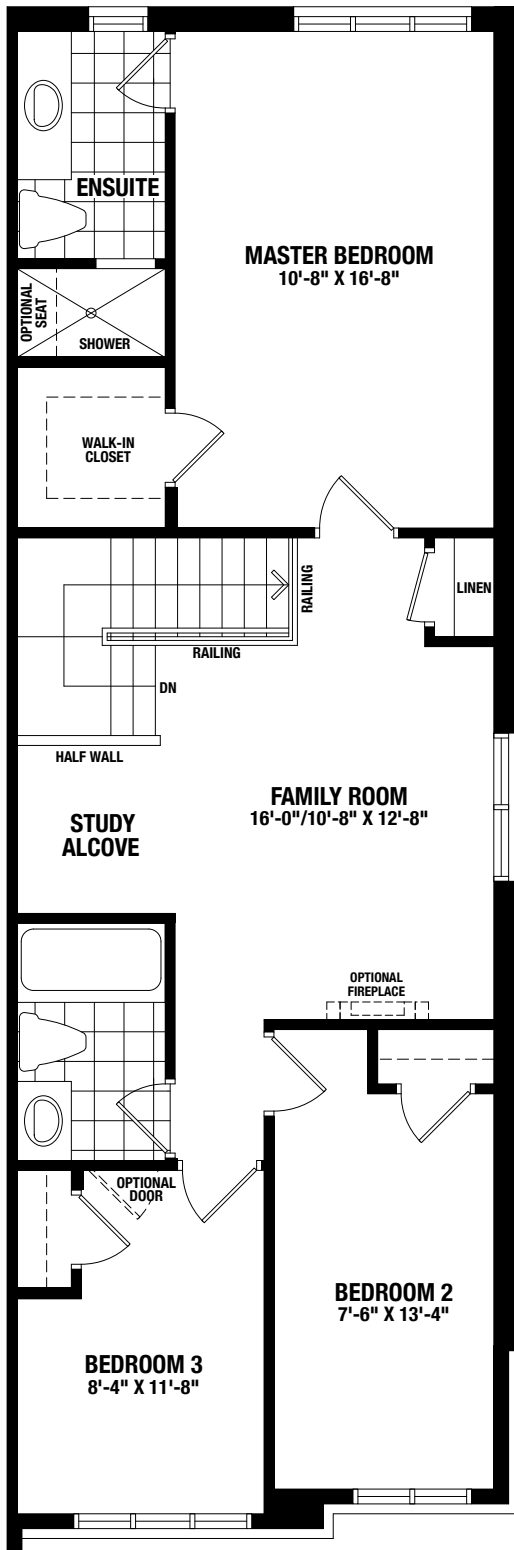 ENSUITE
MASTER BEDROOM
10'-8" X 16'-8"
OPTIONAL
SEAT
SHOWER
WALK-IN
CLOSET
RAILING
LINEN
RAILING
DN
HALF WALL
STUDY
ALCOVE
FAMILY ROOM
16'-0"/10'-8" X 12'-8"
OPTIONAL
FIREPLACE
OPTIONAL
DOOR
BEDROOM 2
7'-6" X 13'-4"
BEDROOM 3
8'-4" X 11'-8"